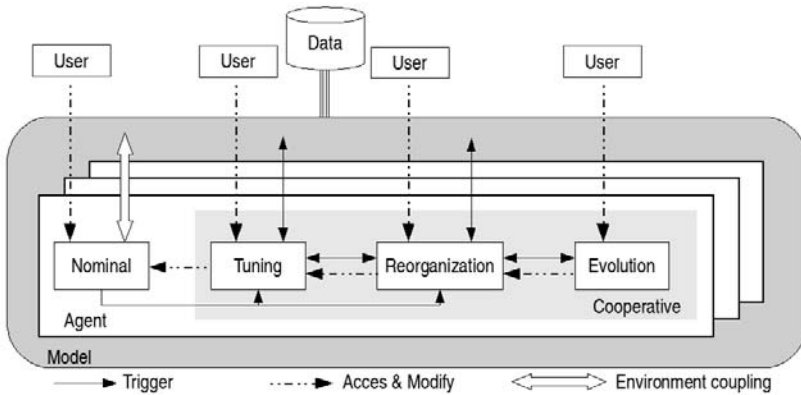 Data
User
User
User
User
Nominal
Tuning
Reorganization
Evolution
Cooperative
Agent
Model
Trigger
Acces & Modify
Environment coupling